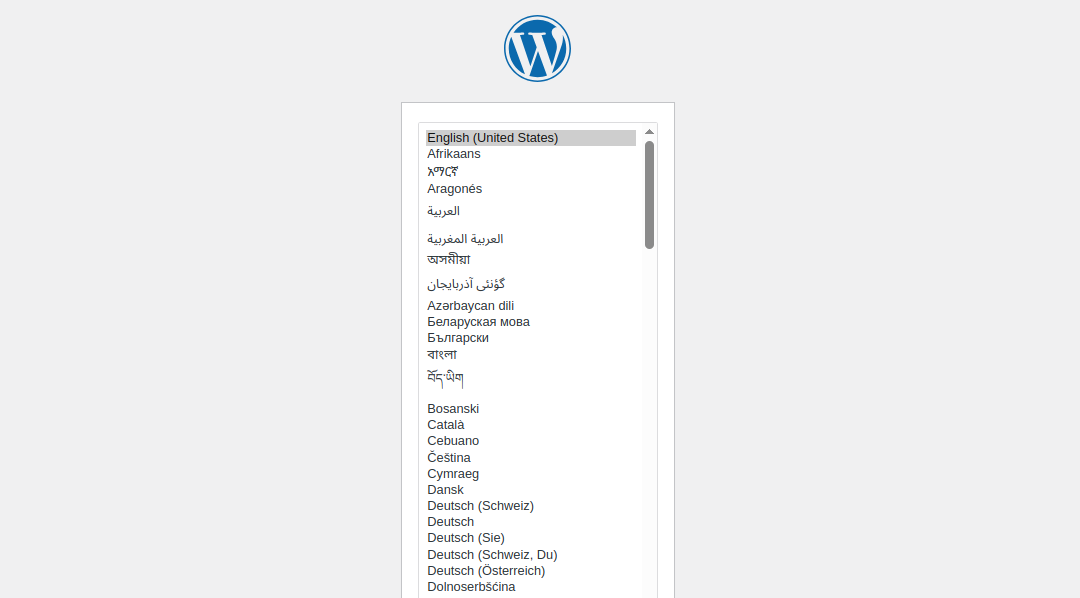 English (United States)
Afrikaans
አማርኛ
Aragonés
العربية
العربية المغربية
অসমীয়া
گؤنئی آذربایجان
Azərbaycan dili
Беларуская мова
Български
বাংলা
བོད་ཡིག
Bosanski
Català
Cebuano
Čeština
Cymraeg
Dansk
Deutsch (Schweiz)
Deutsch
Deutsch (Sie)
Deutsch (Schweiz, Du)
Deutsch (Österreich)
Dolnoserbšćina